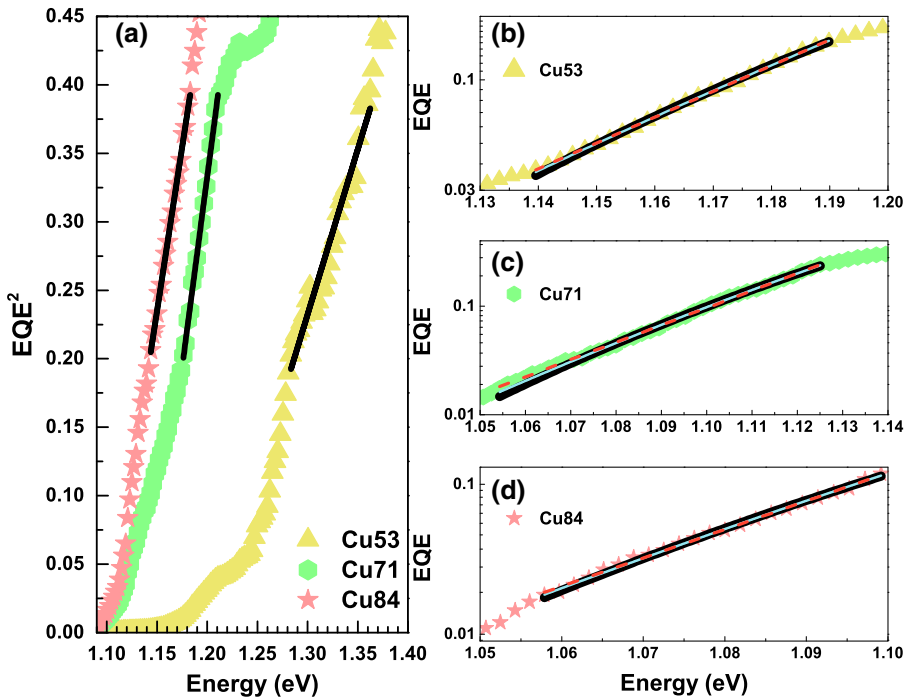 (a)
0.45
0.40
0.35
0.30
0.25
0.20
0.15
0.10
0.05
0.00
EQE²
1.10 1.15 1.20 1.25 1.30 1.35 1.40
Energy (eV)
Cu53
Cu71
Cu84
(b)
Cu53
EQE
0.1
0.03
1.13 1.14 1.15 1.16 1.17 1.18 1.19 1.20
(c)
Cu71
EQE
0.1
0.01
1.05 1.06 1.07 1.08 1.09 1.10 1.11 1.12 1.13 1.14
(d)
Cu84
EQE
0.1
0.01
1.05 1.06 1.07 1.08 1.09 1.10
Energy (eV)